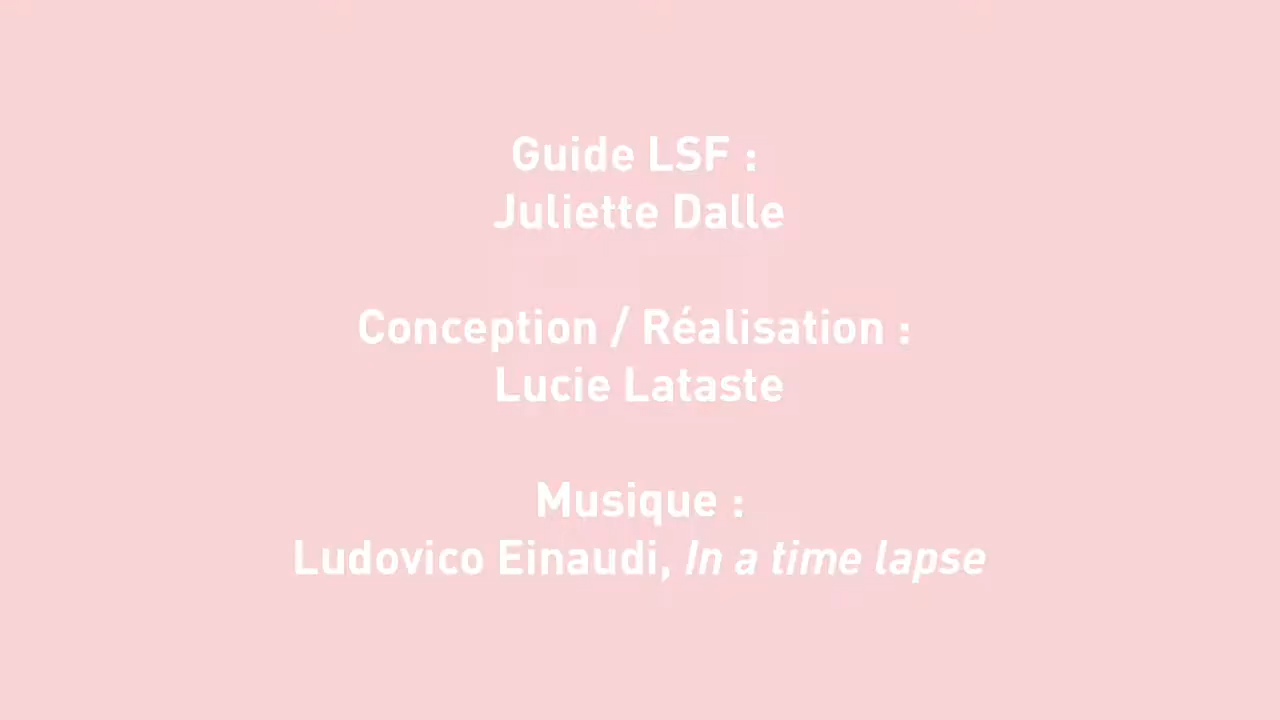 Guide LSF :
Juliette Dalle
Conception / Réalisation :
Lucie Lataste
Musique :
Ludovico Einaudi, In a time lapse